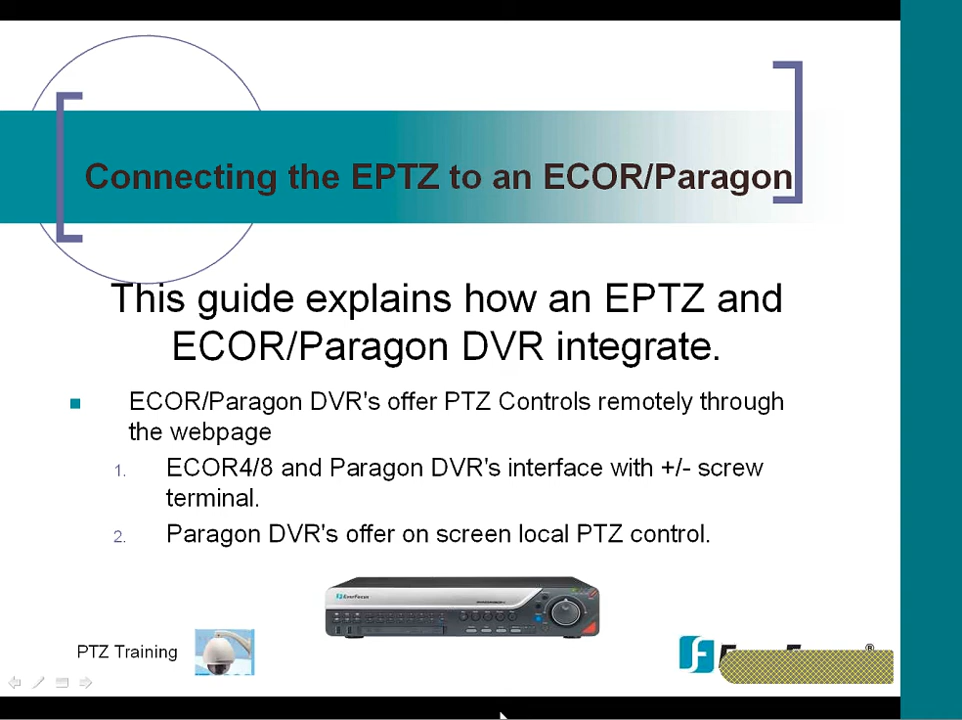 Connecting the EPTZ to an ECOR/Paragon
This guide explains how an EPTZ and
ECOR/Paragon DVR integrate.
ECOR/Paragon DVR's offer PTZ Controls remotely through
the webpage
1. ECOR4/8 and Paragon DVR's interface with +/- screw
terminal.
2. Paragon DVR's offer on screen local PTZ control.
EverFocus
PTZ Training
®